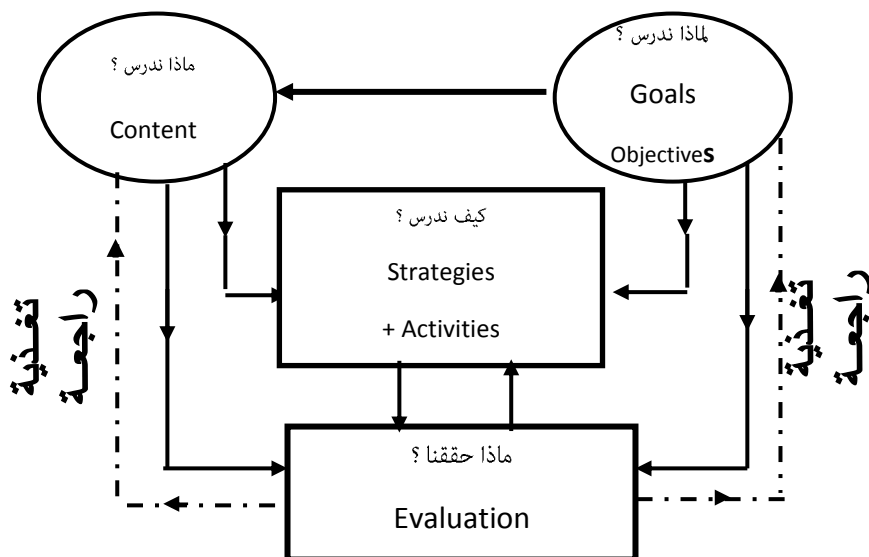 لماذا ندرس ؟
Goals
ObjectiveS
ماذا ندرس ؟
Content
كيف ندرس ؟
Strategies
+ Activities
تغذية
راجعة
تغذية
راجعة
ماذا حققنا ؟
Evaluation